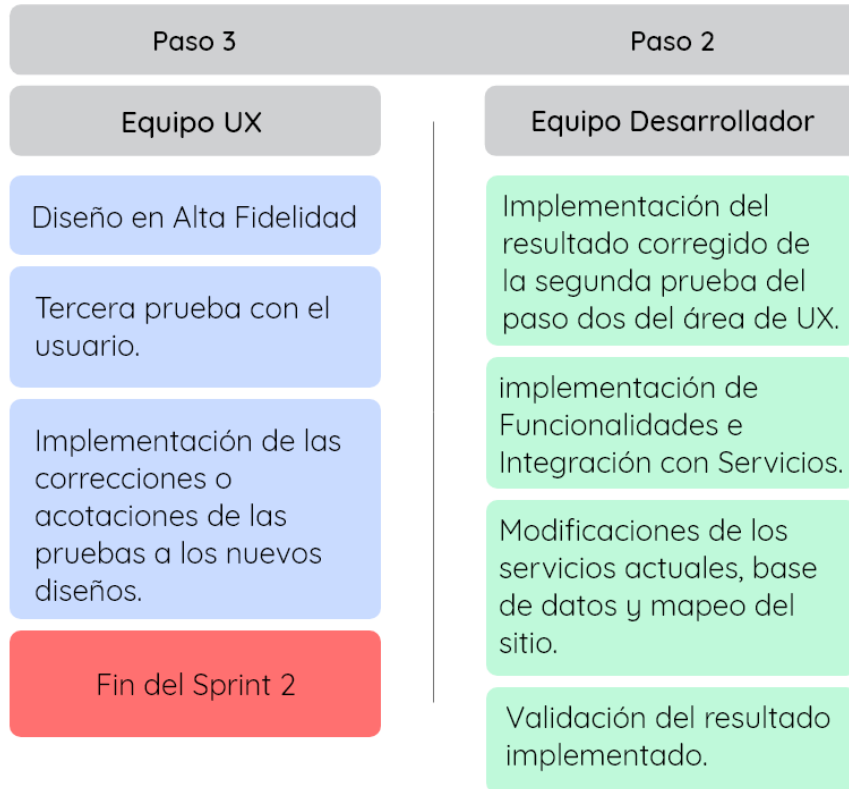 Paso 3
Paso 2
Equipo UX
Equipo Desarrollador
Diseño en Alta Fidelidad
Tercera prueba con el
usuario.
Implementación de las
correcciones o
acotaciones de las
pruebas a los nuevos
diseños.
Fin del Sprint 2
Implementación del
resultado corregido de
la segunda prueba del
paso dos del área de UX.
implementación de
Funcionalidades e
Integración con Servicios.
Modificaciones de los
servicios actuales, base
de datos y mapeo del
sitio.
Validación del resultado
implementado.